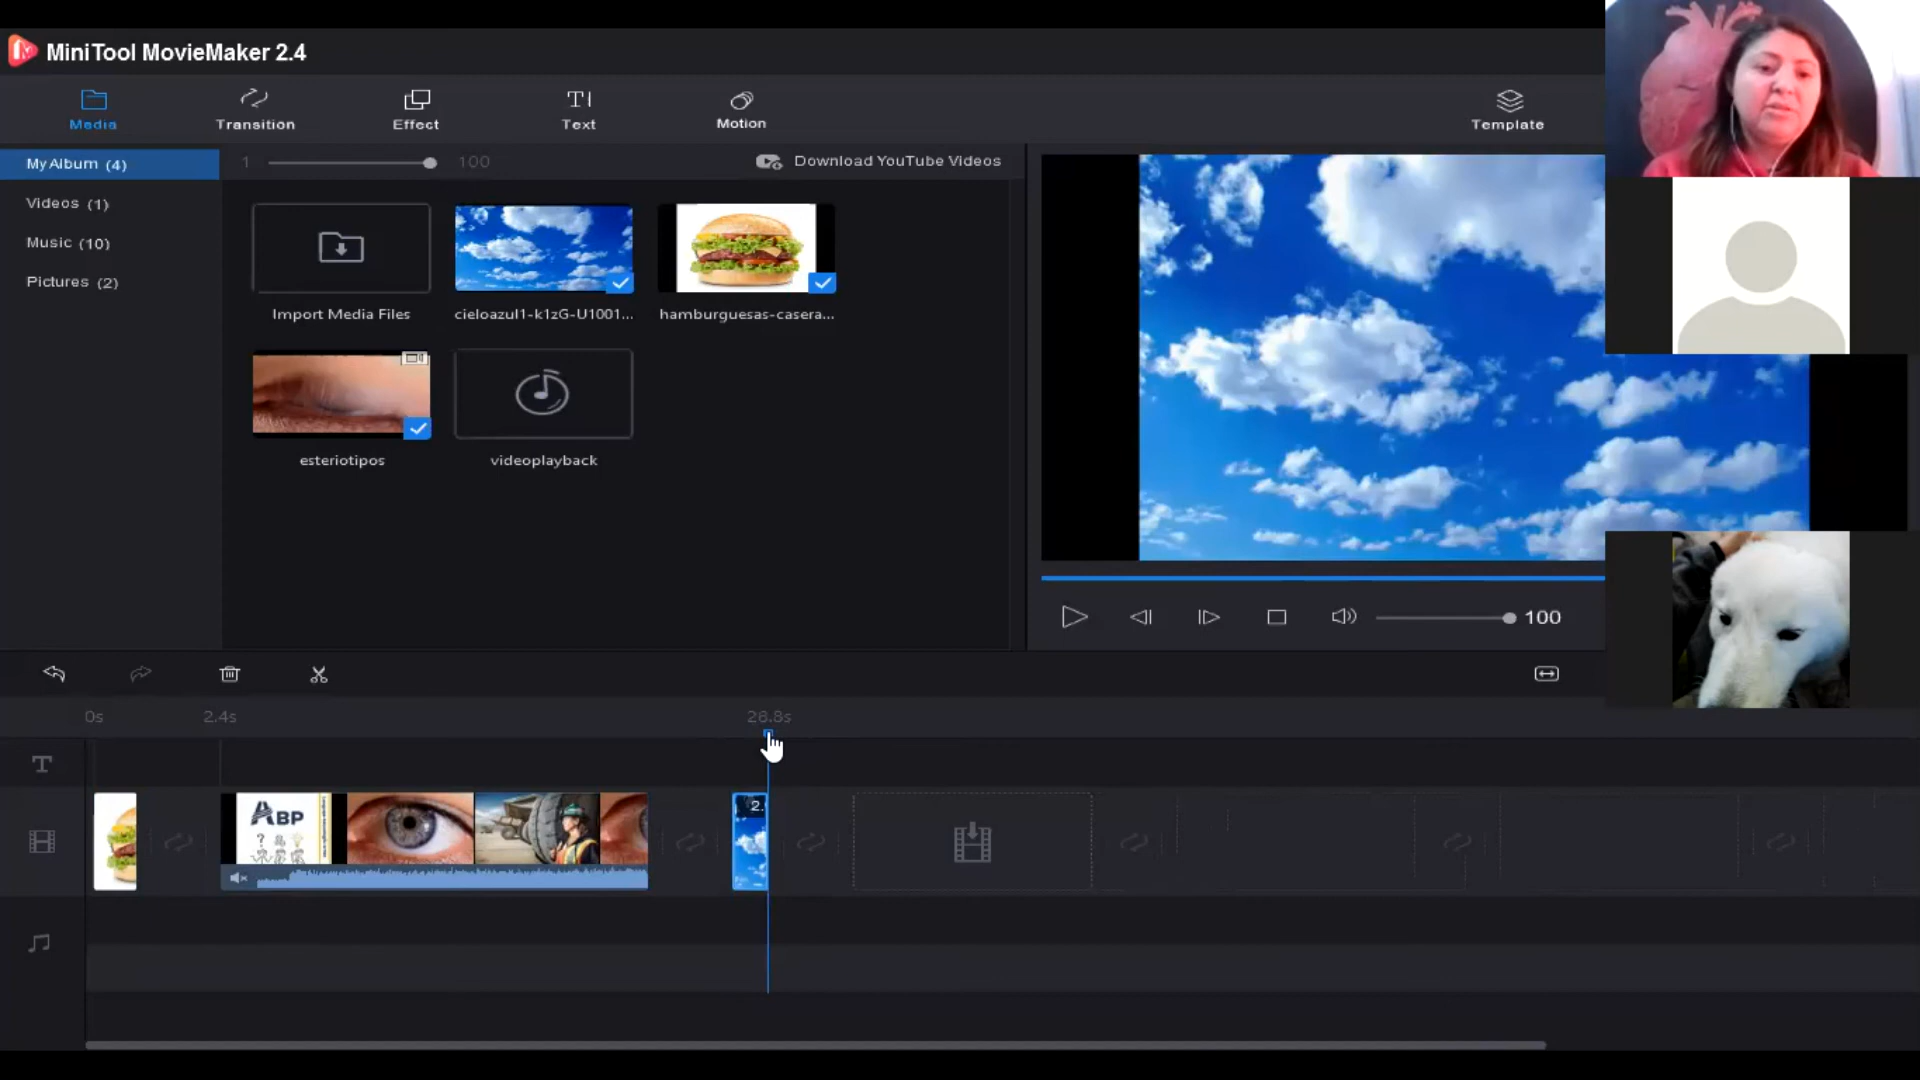 MiniTool MovieMaker 2.4
Media
Transition
Effect
Text
Motion
Template
My Album (4)
1
100
Download YouTube Videos
Videos (1)
Music (10)
Pictures (2)
Import Media Files
cieloazul1-k1zG-U1001...
hamburguesas-casera...
esteriotipos
videoplayback
100
0s
2.4s
26.8s
2.
ABP